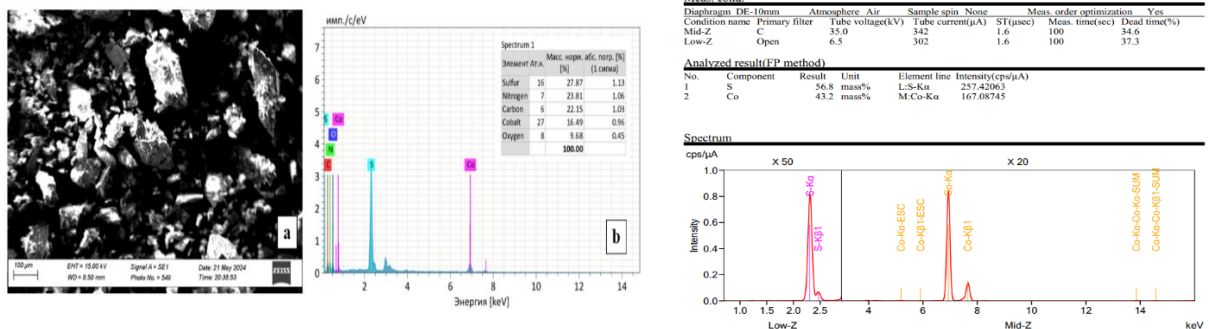 a
100 µm
EHT = 15.00 kV
WD = 8.50 mm
Signal A = SE1
Photo No. = 549
Date: 21 May 2024
Time: 20:38:53
ZEISS
имп./с/eV
7
6
5
4
3
2
1
0
S Co
O
N
C S Co
Spectrum 1
Элемент Ат.н. Масс. норм. абс. погр. [%]
[%] (1 сигма)
Sulfur 16 27.87 1.13
Nitrogen 7 23.81 1.06
Carbon 6 22.15 1.03
Cobalt 27 16.49 0.96
Oxygen 8 9.68 0.45
100.00
b
2 4 6 8 10 12 14
Энергия [keV]
Meas. cond.
Diaphragm DE-10mm Atmosphere Air Sample spin None Meas. order optimization Yes
Condition name Primary filter Tube voltage(kV) Tube current(µA) ST(µsec) Meas. time(sec) Dead time(%)
Mid-Z C 35.0 342 1.6 100 34.6
Low-Z Open 6.5 302 1.6 100 37.3
Analyzed result(FP method)
No. Component Result Unit Element line Intensity(cps/µA)
1 S 56.8 mass% L:S-Kα 257.42063
2 Co 43.2 mass% M:Co-Kα 167.08745
Spectrum
cps/µA
X 50 X 20
Intensity
1.0
0.8
0.6
0.4
0.2
0.0
S-Kα
S-Kβ1
Co-Kα-ESC
Co-Kβ1-ESC
Co-Kα
Co-Kβ1
Co-Kα-Co-Kα-SUM
Co-Kα-Co-Kβ1-SUM
1.0 1.5 2.0 2.5 4 6 8 10 12 14
Low-Z Mid-Z keV